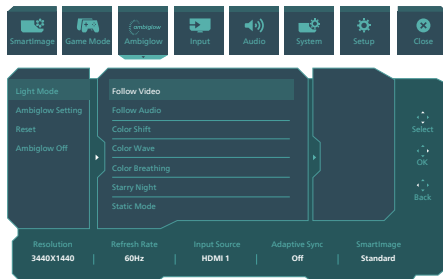 ambiglow
SmartImage Game Mode Ambiglow Input Audio System Setup Close
Light Mode
Ambiglow Setting
Reset
Ambiglow Off
Follow Video
Follow Audio
Color Shift
Color Wave
Color Breathing
Starry Night
Static Mode
Select
OK
Back
Resolution Refresh Rate Input Source Adaptive Sync SmartImage
3440X1440 60Hz HDMI 1 Off Standard